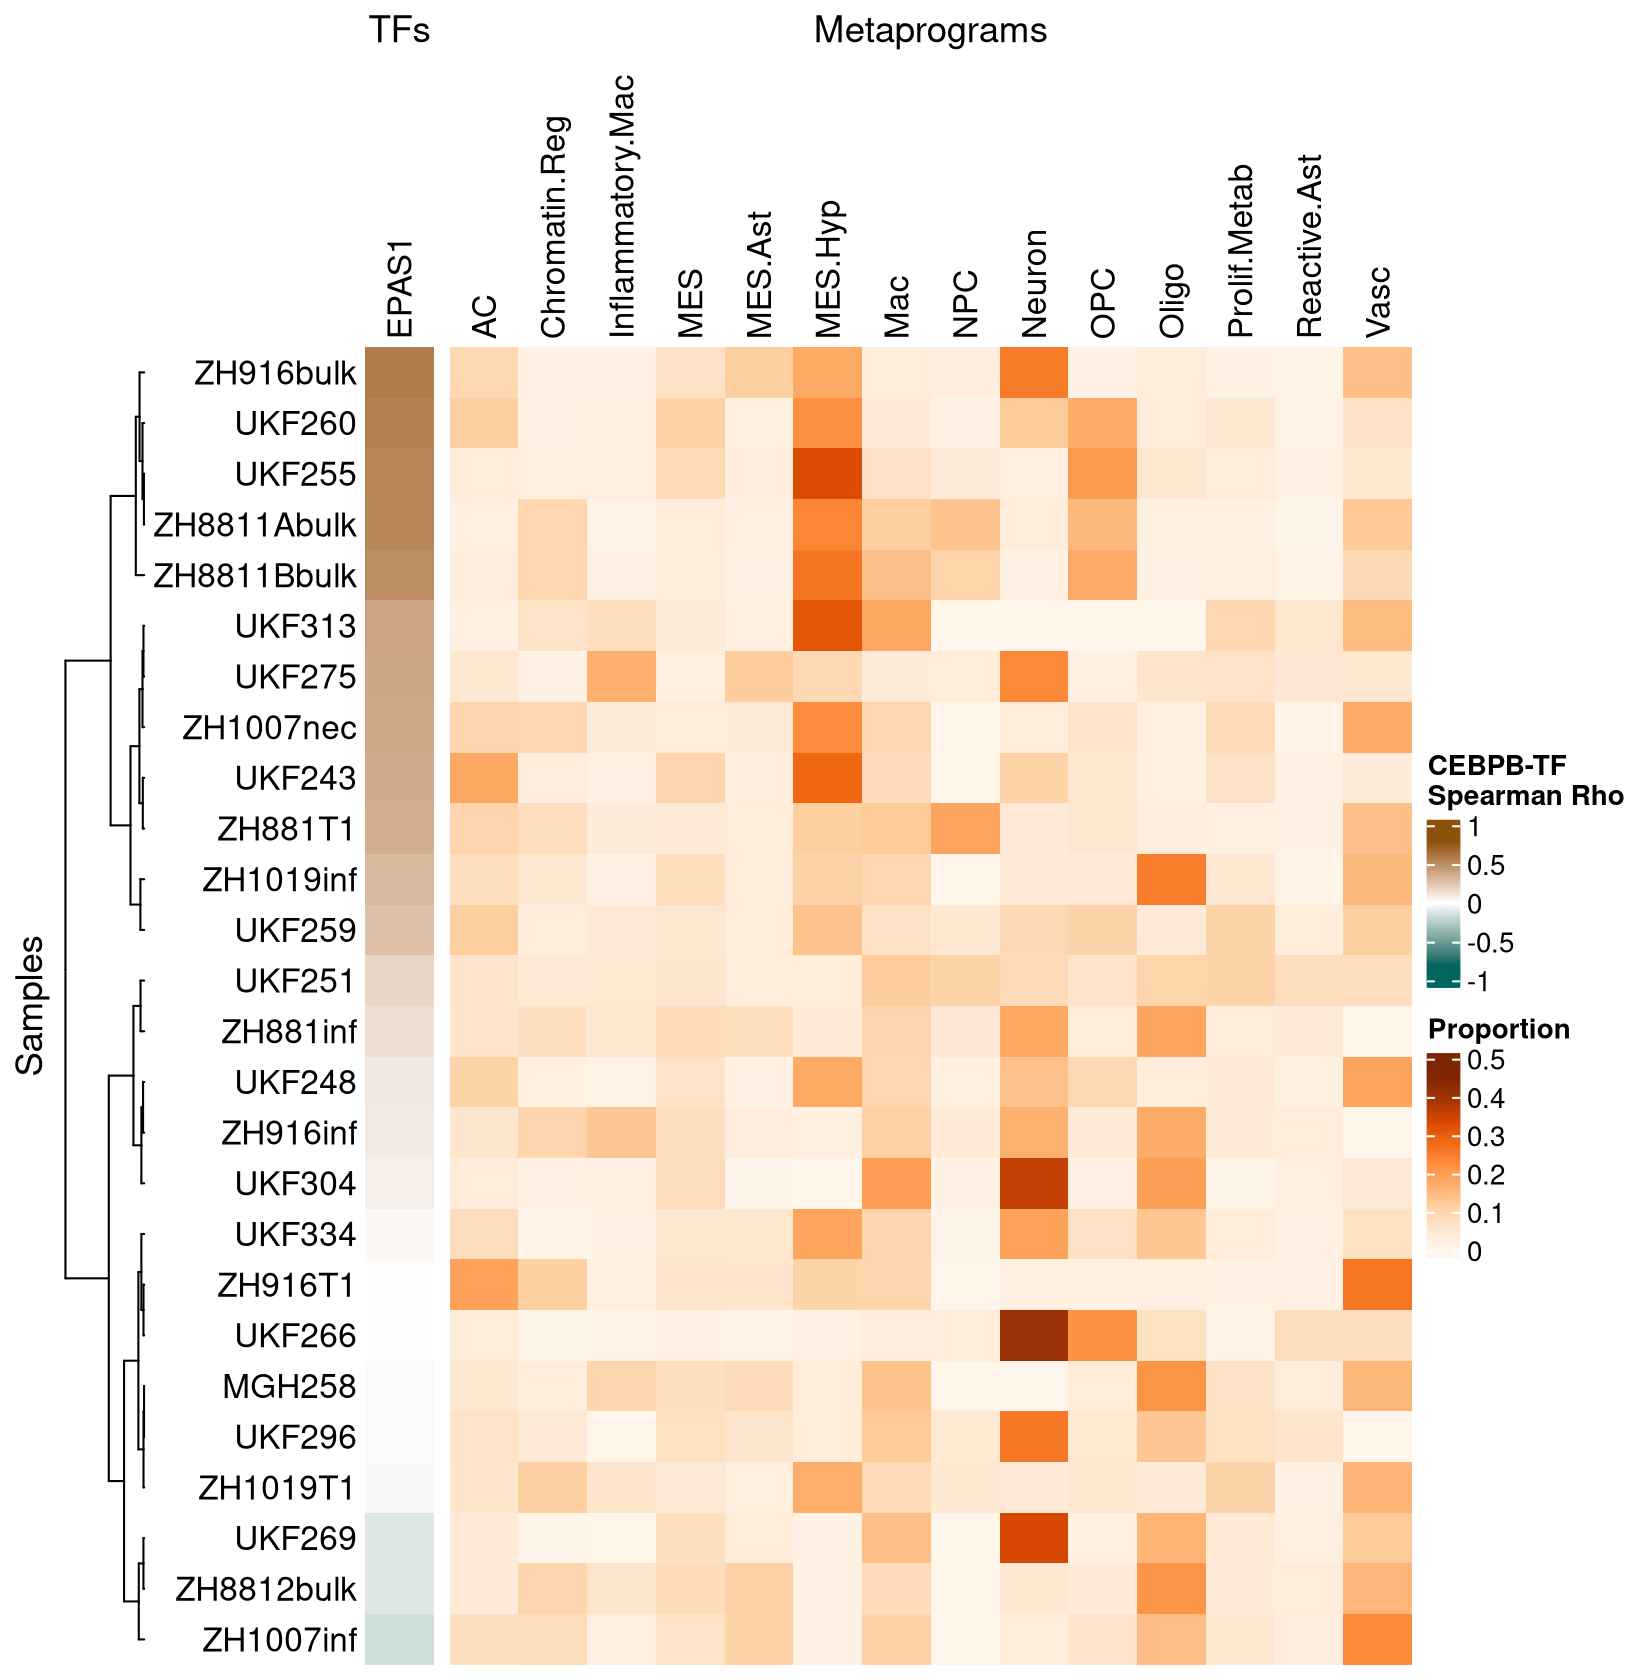 TFs
Metaprograms
EPAS1
AC
Chromatin.Reg
Inflammatory.Mac
MES
MES.Ast
MES.Hyp
Mac
NPC
Neuron
OPC
Oligo
Prolif.Metab
Reactive.Ast
Vasc
Samples
ZH916bulk
UKF260
UKF255
ZH8811Abulk
ZH8811Bbulk
UKF313
UKF275
ZH1007nec
UKF243
ZH881T1
ZH1019inf
UKF259
UKF251
ZH881inf
UKF248
ZH916inf
UKF304
UKF334
ZH916T1
UKF266
MGH258
UKF296
ZH1019T1
UKF269
ZH8812bulk
ZH1007inf
CEBPB-TF
Spearman Rho
1
0.5
0
-0.5
-1
Proportion
0.5
0.4
0.3
0.2
0.1
0